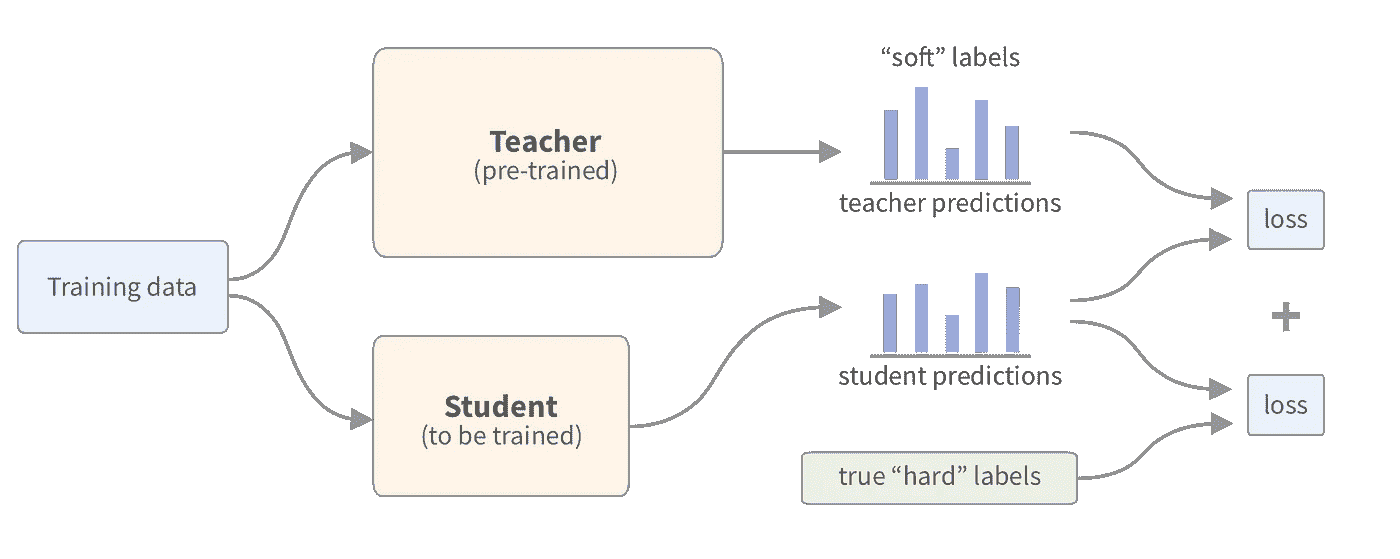 “soft” labels
Teacher
(pre-trained)
teacher predictions
loss
Training data
+
Student
(to be trained)
student predictions
loss
true “hard” labels